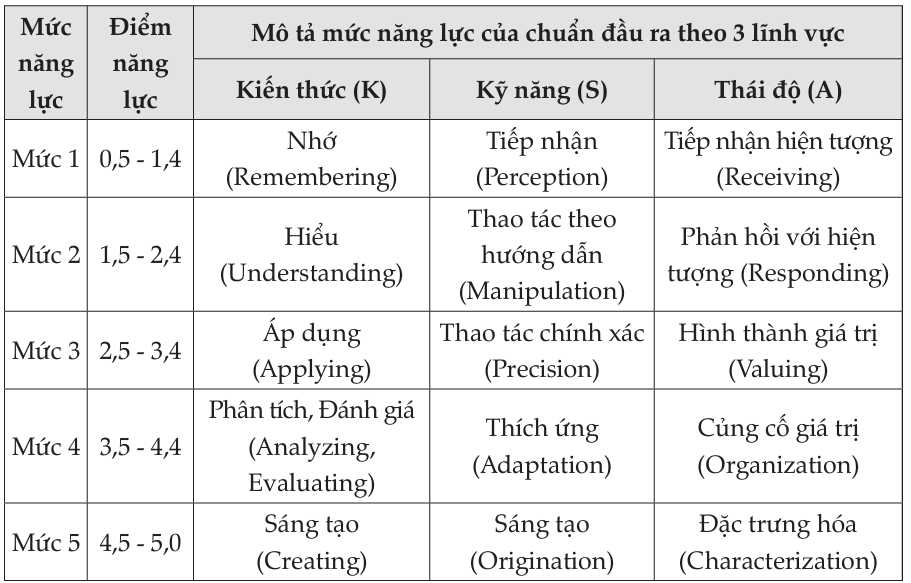 Mức năng lực
Điểm năng lực
Mô tả mức năng lực của chuẩn đầu ra theo 3 lĩnh vực
Kiến thức (K)
Kỹ năng (S)
Thái độ (A)
Mức 1
0,5 - 1,4
Nhớ
(Remembering)
Tiếp nhận
(Perception)
Tiếp nhận hiện tượng
(Receiving)
Mức 2
1,5 - 2,4
Hiểu
(Understanding)
Thao tác theo
hướng dẫn
(Manipulation)
Phản hồi với hiện
tượng (Responding)
Mức 3
2,5 - 3,4
Áp dụng
(Applying)
Thao tác chính xác
(Precision)
Hình thành giá trị
(Valuing)
Mức 4
3,5 - 4,4
Phân tích, Đánh giá
(Analyzing,
Evaluating)
Thích ứng
(Adaptation)
Củng cố giá trị
(Organization)
Mức 5
4,5 - 5,0
Sáng tạo
(Creating)
Sáng tạo
(Origination)
Đặc trưng hóa
(Characterization)